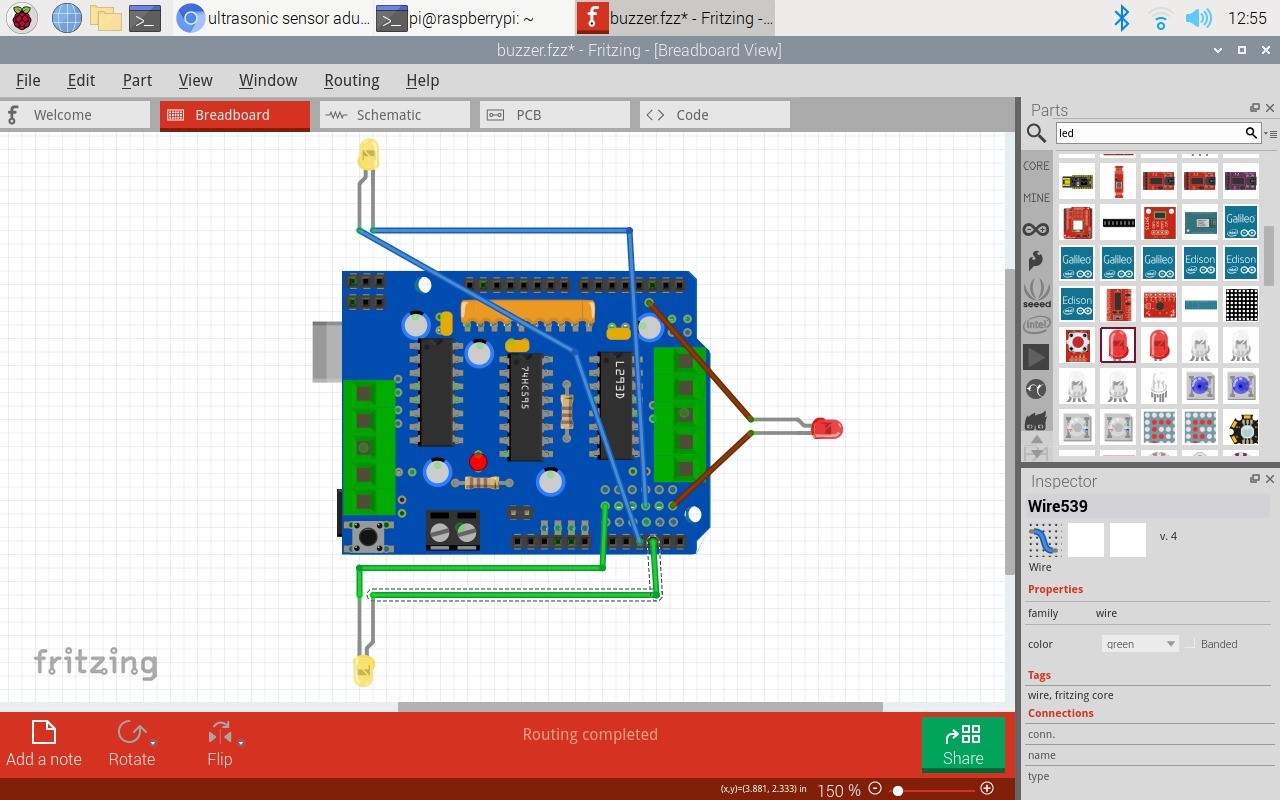 ultrasonic sensor adu...
pi@raspberrypi: ~
buzzer.fzz* - Fritzing -...
12:55
buzzer.fzz* - Fritzing - [Breadboard View]
File Edit Part View Window Routing Help
Welcome
Breadboard
Schematic
PCB
Code
Parts
led
CORE
MINE
seeed
intel
Galileo
Galileo
Galileo
Galileo
Edison
Edison
Edison
74HC595
L293D
fritzing
Inspector
Wire539
v. 4
Wire
Properties
family wire
color green Banded
Tags
wire, fritzing core
Connections
conn.
name
type
Add a note
Rotate
Flip
Routing completed
Share
(x,y)=(3.881, 2.333) in
150 %